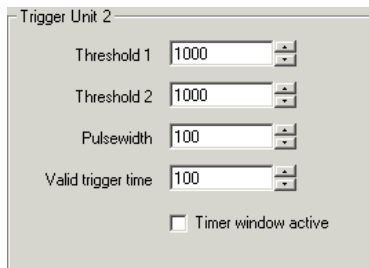 Trigger Unit 2
Threshold 1 1000
Threshold 2 1000
Pulsewidth 100
Valid trigger time 100
Timer window active